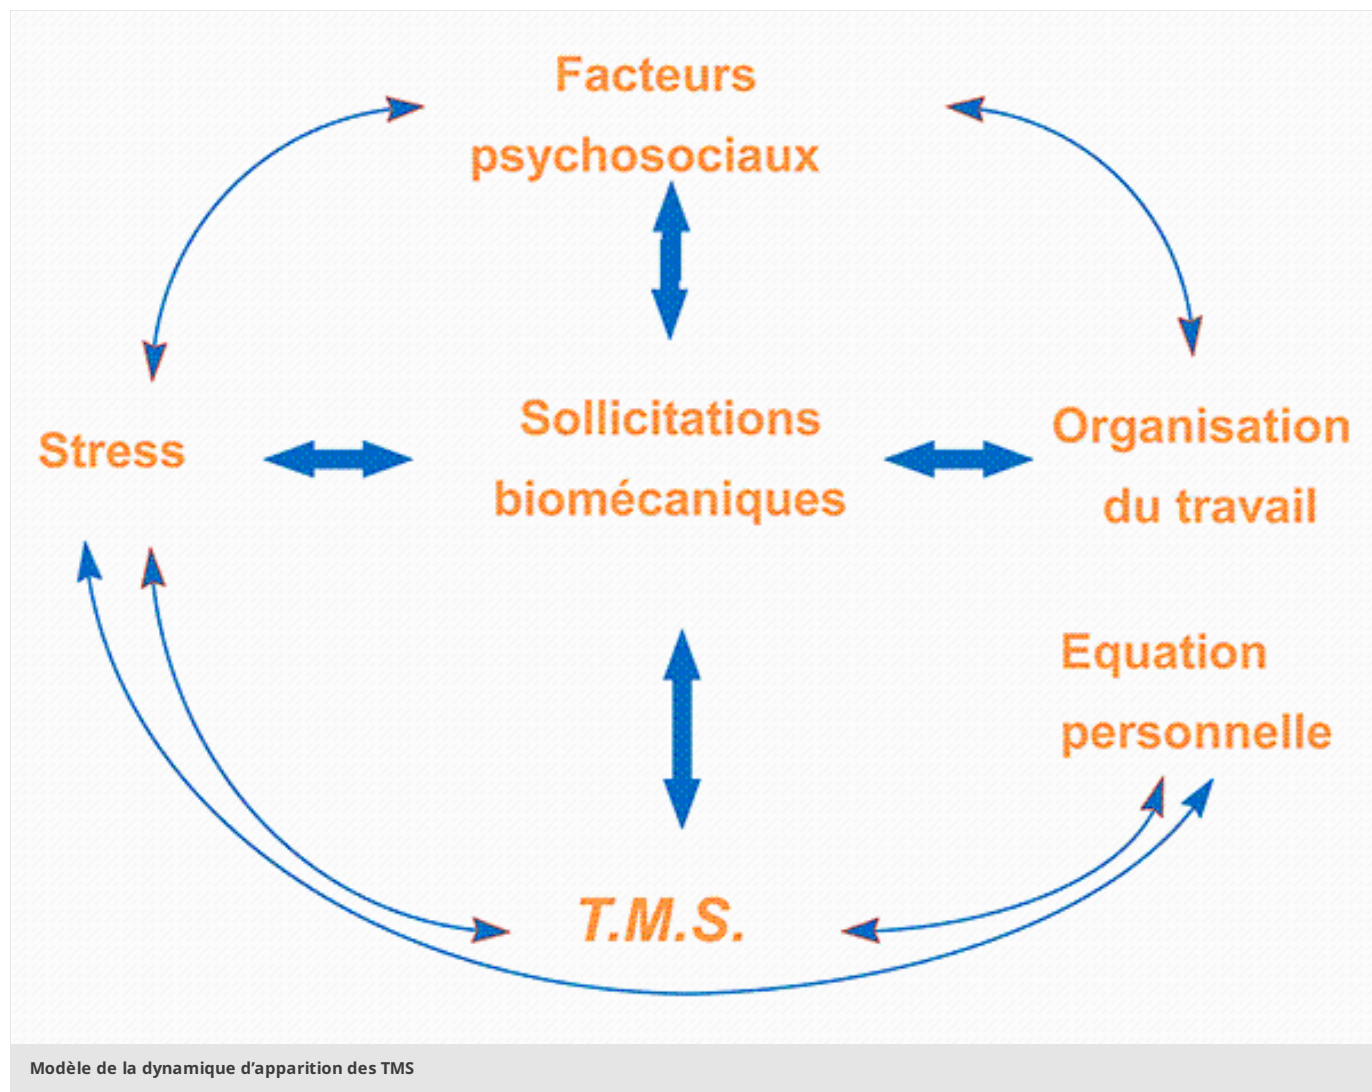 Facteurs
psychosociaux
Stress
Sollicitations
biomécaniques
Organisation
du travail
Equation
personnelle
T.M.S.
Modèle de la dynamique d’apparition des TMS